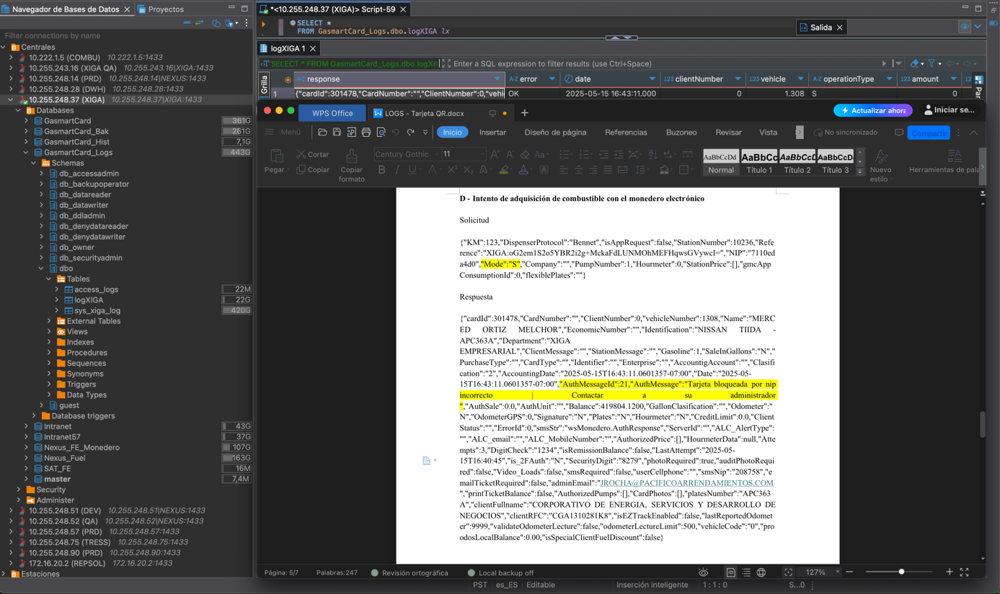 Navegador de Bases de Datos
Proyectos
Filter connections by name
Centrales
10.222.1.5 (COMBU) 10.222.1.5:1433
10.255.243.16 (XIGA QA) 10.255.243.16|XIGA:1433
10.255.248.14 (PRD) 10.255.248.14|NEXUS:1433
10.255.248.28 (DWH) 10.255.248.28:1433
10.255.248.37 (XIGA) 10.255.248.37|XIGA:1433
Databases
GasmartCard 361G
GasmartCard_Bak 261G
GasmartCard_Hist 7,1G
GasmartCard_Logs 443G
Schemas
db_accessadmin
db_backupoperator
db_datareader
db_datawriter
db_ddladmin
db_denydatareader
db_denydatawriter
db_owner
db_securityadmin
dbo
Tables
access_logs 22M
logXIGA 22G
sys_xiga_log 420G
External Tables
Views
Indexes
Procedures
Sequences
Synonyms
Triggers
Data Types
guest
Database triggers
Intranet 43G
Intranet57 37G
Nexus_FE_Monedero 107G
Nexus_Fuel 163G
SAT_FE 16M
master 7,4M
Security
Administer
10.255.248.51 (DEV) 10.255.248.51|NEXUS:1433
10.255.248.52 (QA) 10.255.248.52|NEXUS:1433
10.255.248.57 (PRD) 10.255.248.57:1433
10.255.248.75 (TRESS) 10.255.248.75:1433
10.255.248.90 (PRD) 10.255.248.90:1433
172.16.20.2 (REPSOL) 172.16.20.2:1433
Estaciones
*<10.255.248.37 (XIGA)> Script-59
SELECT *
FROM GasmartCard_Logs.dbo.logXIGA lx
Salida
logXIGA 1
SELECT * FROM GasmartCard_Logs.dbo.logXIG
Enter a SQL expression to filter results (use Ctrl+Space)
Grilla
response error date clientNumber vehicle operationType amount
1 {"cardId":301478,"CardNumber":"","ClientNumber":0,"vehi OK 2025-05-15 16:43:11.000 0 1.308 S 0
WPS Office
LOGS - Tarjeta QR.docx
Actualizar ahora
Iniciar se...
Menú
Inicio Insertar Diseño de página Referencias Buzoneo Revisar Vista
No sincronizado
Compartir
Pegar
Cortar
Copiar
Copiar formato
Century Gothic 11
AaBbCcDd AaBbCc AaBbCc AaBbCcD
Normal Título 1 Título 2 Título 3
Nuevo estilo
Herramientas de pala
D - Intento de adquisición de combustible con el monedero electrónico
Solicitud
{"KM":123,"DispenserProtocol":"Bennet","isAppRequest":false,"StationNumber":10236,"Refe
rence":"XIGA:oG2em1S2o5YBR2i2g+MckaFdLUNMOhMEFHqwsGVywcI=","NIP":"7110ed
a4d0","Mode":"S","Company":"","PumpNumber":1,"Hourmeter":0,"StationPrice":[],"gmcApp
ConsumptionId":0,"flexiblePlates":""}
Respuesta
{"cardId":301478,"CardNumber":"","ClientNumber":0,"vehicleNumber":1308,"Name":"MERC
ED ORTIZ MELCHOR","EconomicNumber":"","Identification":"NISSAN TIIDA -
APC363A","Department":"XIGA
EMPRESARIAL","ClientMessage":"","StationMessage":"","Gasoline":1,"SaleInGallons":"N","
PurchaseType":"","CardType":"","Identifier":"","Enterprise":"","AccountigAccount":"","Clasifi
cation":"2","AccountingDate":"2025-05-15T16:43:11.0601357-07:00","Date":"2025-05-
15T16:43:11.0601357-07:00","AuthMessageId":21,"AuthMessage":"Tarjeta bloqueada por nip
incorrecto | Contactar a su administrador
","AuthSale":0.0,"AuthUnit":"","Balance":419804.1200,"GallonClasification":"","Odometer":"
N","OdometerGPS":0,"Signature":"N","Plates":"N","Hourmeter":"N","CreditLimit":0.0,"Client
Status":"","ErrorId":0,"smsStr":"wsMonedero.AuthResponse","ServerId":"","ALC_AlertType":
"","ALC_email":"","ALC_MobileNumber":"","AuthorizedPrice":[],"HourmeterData":null,"Atte
mpts":3,"DigitCheck":"1234","isRemissionBalance":false,"LastAttempt":"2025-05-
15T16:40:45","is_2FAuth":"N","SecurityDigit":"8279","photoRequired":true,"auditPhotoRequi
red":false,"Video_Loads":false,"smsRequired":false,"userCellphone":"","smsNip":"208758","e
mailTicketRequired":false,"adminEmail":"JROCHA@PACIFICOARRENDAMIENTOS.COM
","printTicketBalance":false,"AuthorizedPumps":[],"CardPhotos":[],"platesNumber":"APC363
A","clientFullname":"CORPORATIVO DE ENERGIA, SERVICIOS Y DESARROLLO DE
NEGOCIOS","clientRFC":"CGA1310281K8","isEZTrackEnabled":false,"lastReportedOdomet
er":9999,"validateOdometerLecture":false,"odometerLectureLimit":500,"vehicleCode":"0","pro
odosLocalBalance":0.00,"isSpecialClientFuelDiscount":false}
Página: 5/7 Palabras:247 Revisión ortográfica Local backup off 127%
PST es_ES Editable Inserción inteligente 1 : 1 : 0 S...0